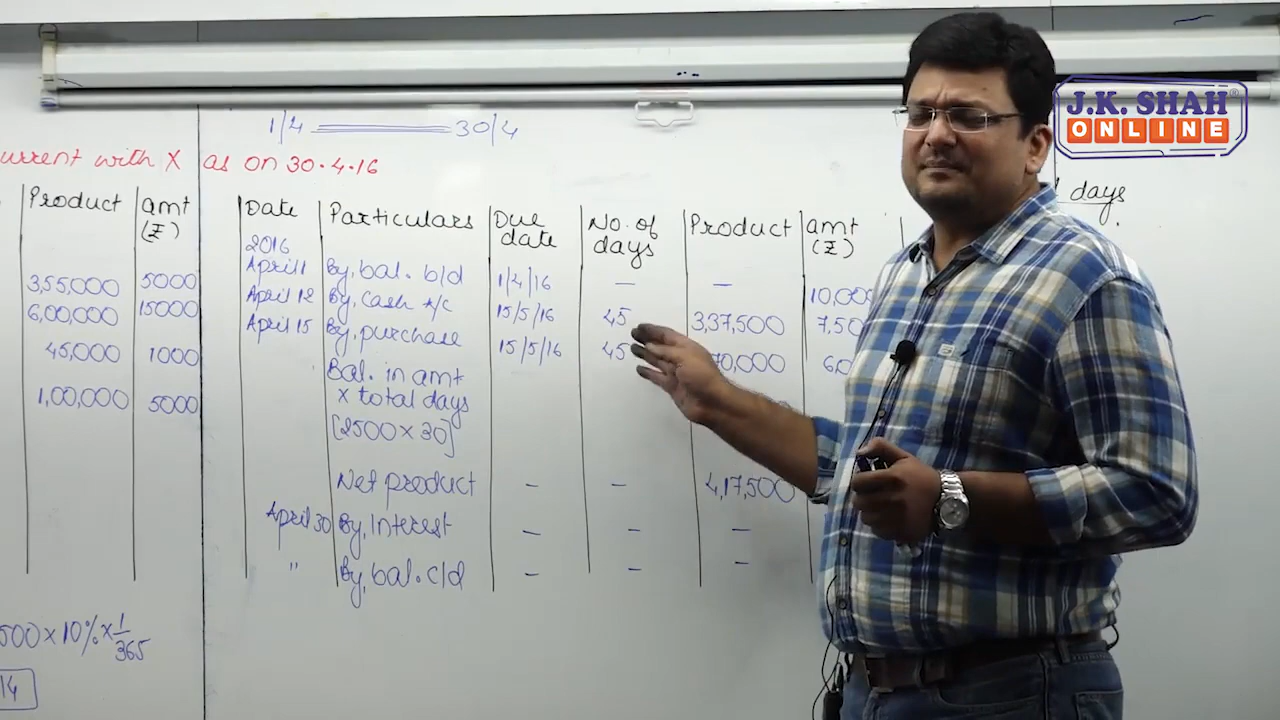 J.K. SHAH®
ONLINE
1/4 30/4
urrent with X as on 30.4.16
days
Product amt (₹)
3,55,000 5000
6,00,000 15000
45,000 1000
1,00,000 5000
500 × 10% × 1/365
14
Date Particulars Due date No. of days Product amt (₹)
2016
April 1 By, bal. b/d 1/4/16 — —
April 12 By, cash A/c 15/5/16 45 3,37,500
April 15 By, purchase 15/5/16 45
Bal. in amt
× total days
[2500 × 30]
Net product – – 4,17,500
April 30 By, Interest – – –
" By, bal. c/d – – –